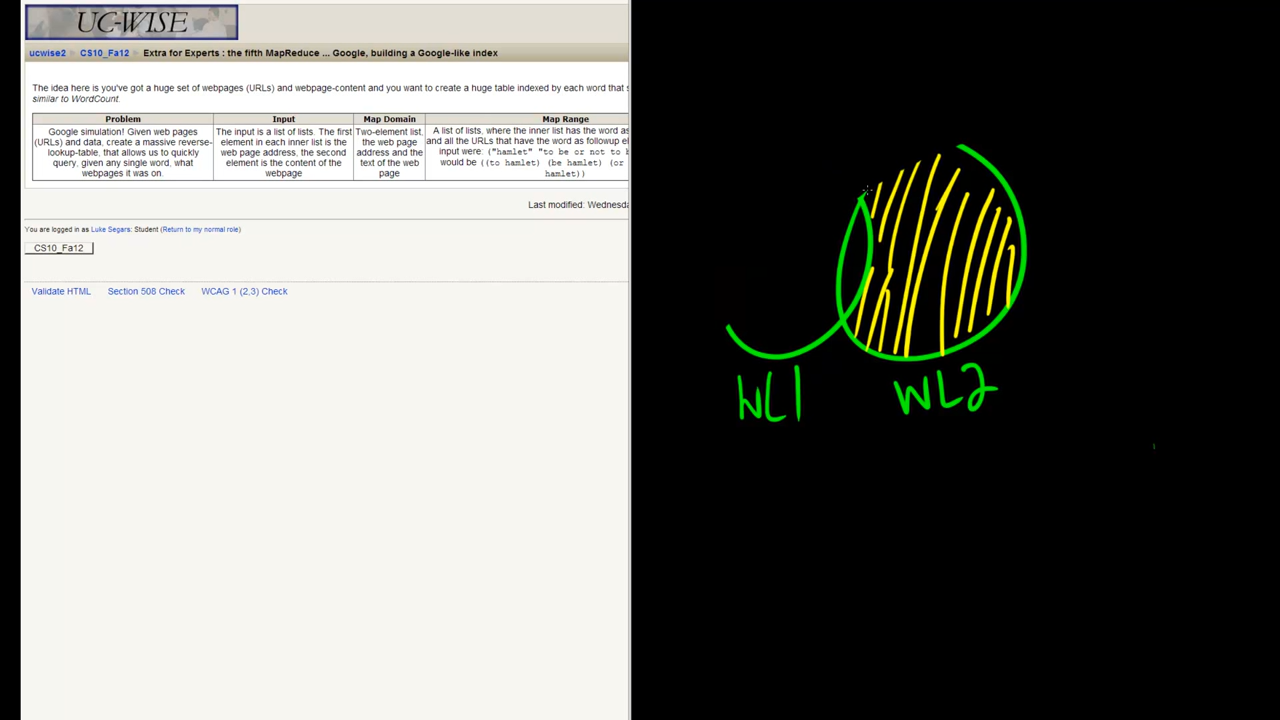 UC-WISE
ucwise2 ► CS10_Fa12 ► Extra for Experts : the fifth MapReduce ... Google, building a Google-like index
The idea here is you've got a huge set of webpages (URLs) and webpage-content and you want to create a huge table indexed by each word that
similar to WordCount.
Problem Input Map Domain Map Range
Google simulation! Given web pages (URLs) and data, create a massive reverse-lookup-table, that allows us to quickly query, given any single word, what webpages it was on.
The input is a list of lists. The first element in each inner list is the web page address, the second element is the content of the webpage
Two-element list, the web page address and the text of the web page
A list of lists, where the inner list has the word as
and all the URLs that have the word as followup el
input were: ("hamlet" "to be or not to b
would be ((to hamlet) (be hamlet) (or
hamlet))
Last modified: Wednesda
You are logged in as Luke Segars: Student (Return to my normal role)
CS10_Fa12
Validate HTML Section 508 Check WCAG 1 (2,3) Check
WL1 WL2